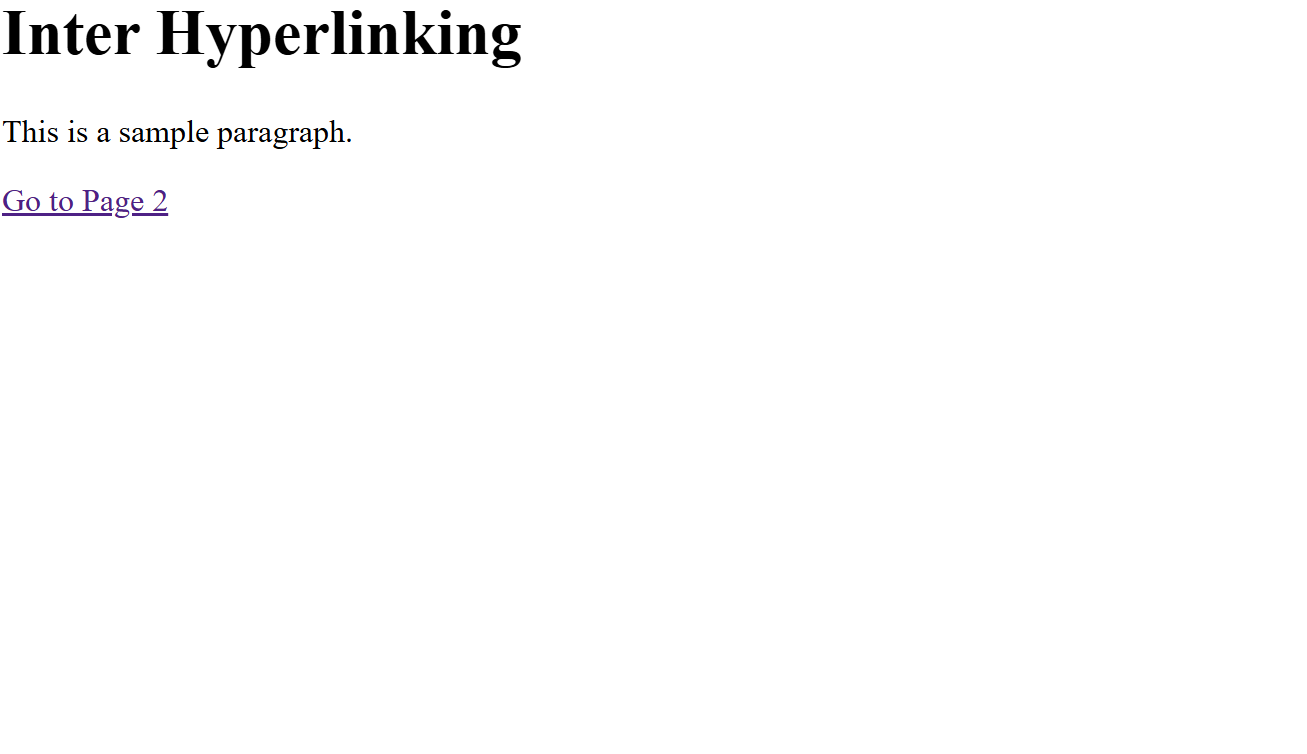 Inter Hyperlinking
This is a sample paragraph.
Go to Page 2